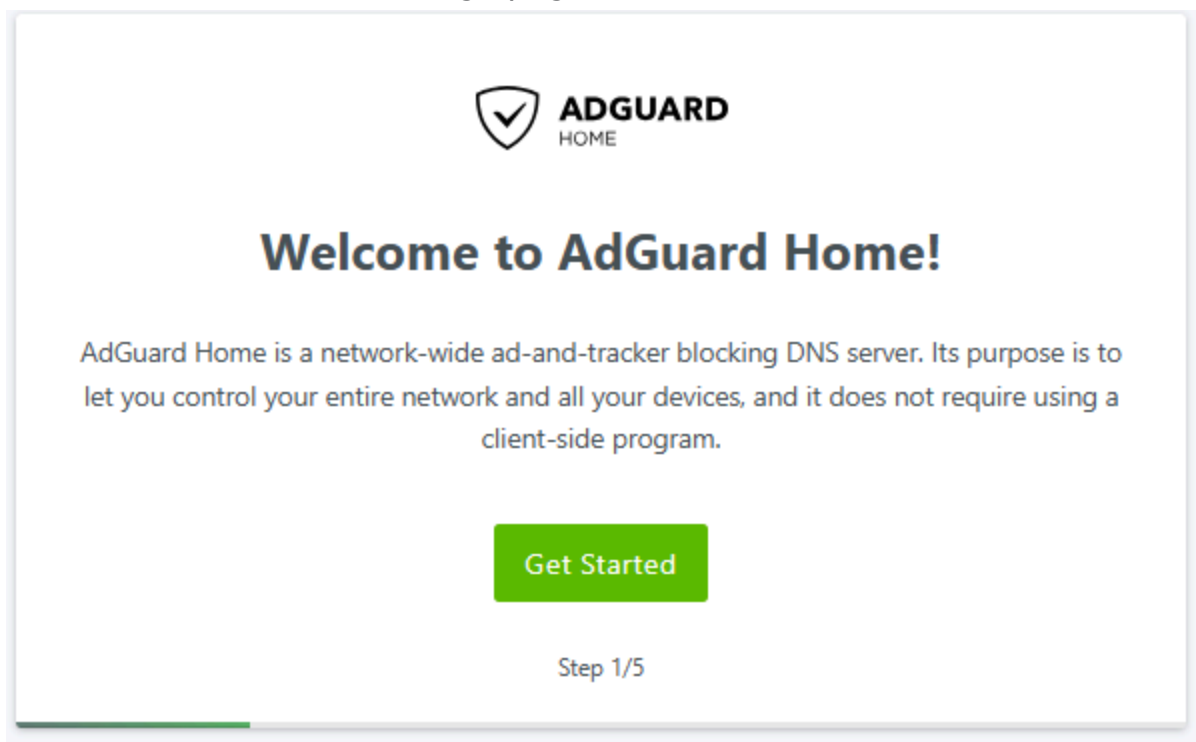 ADGUARD
HOME
Welcome to AdGuard Home!
AdGuard Home is a network-wide ad-and-tracker blocking DNS server. Its purpose is to
let you control your entire network and all your devices, and it does not require using a
client-side program.
Get Started
Step 1/5